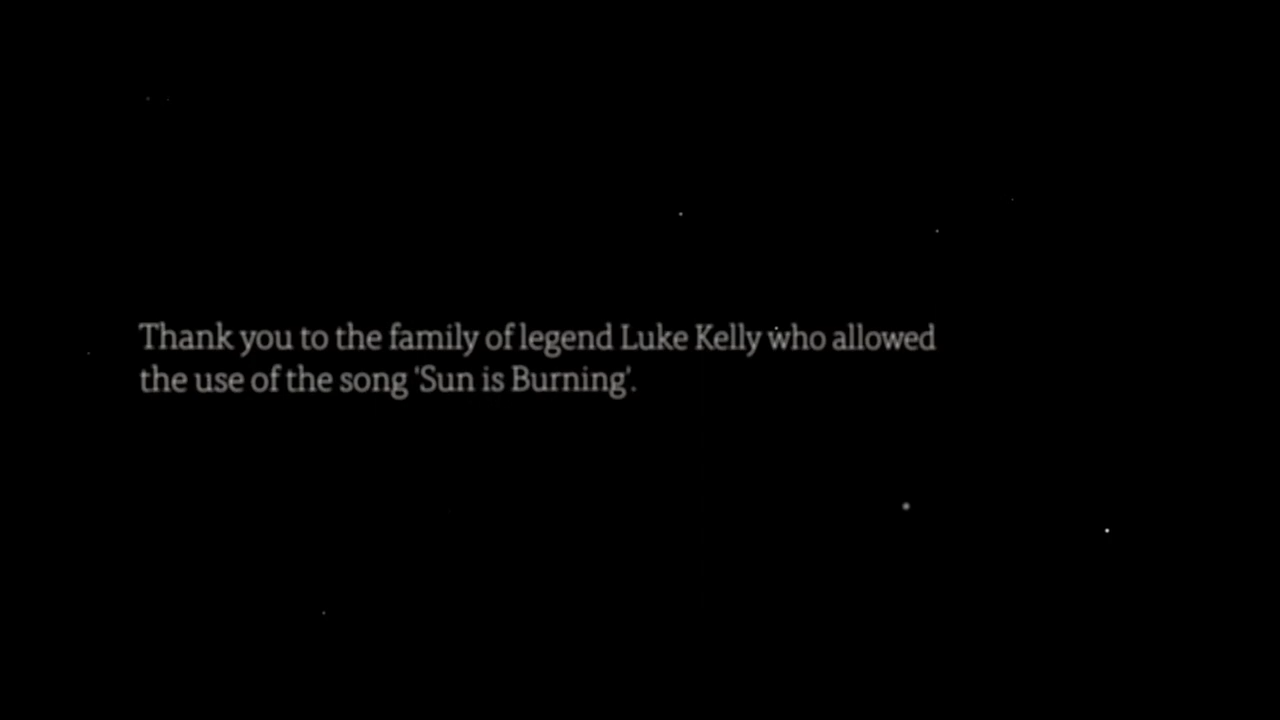 Thank you to the family of legend Luke Kelly who allowed
the use of the song 'Sun is Burning'.